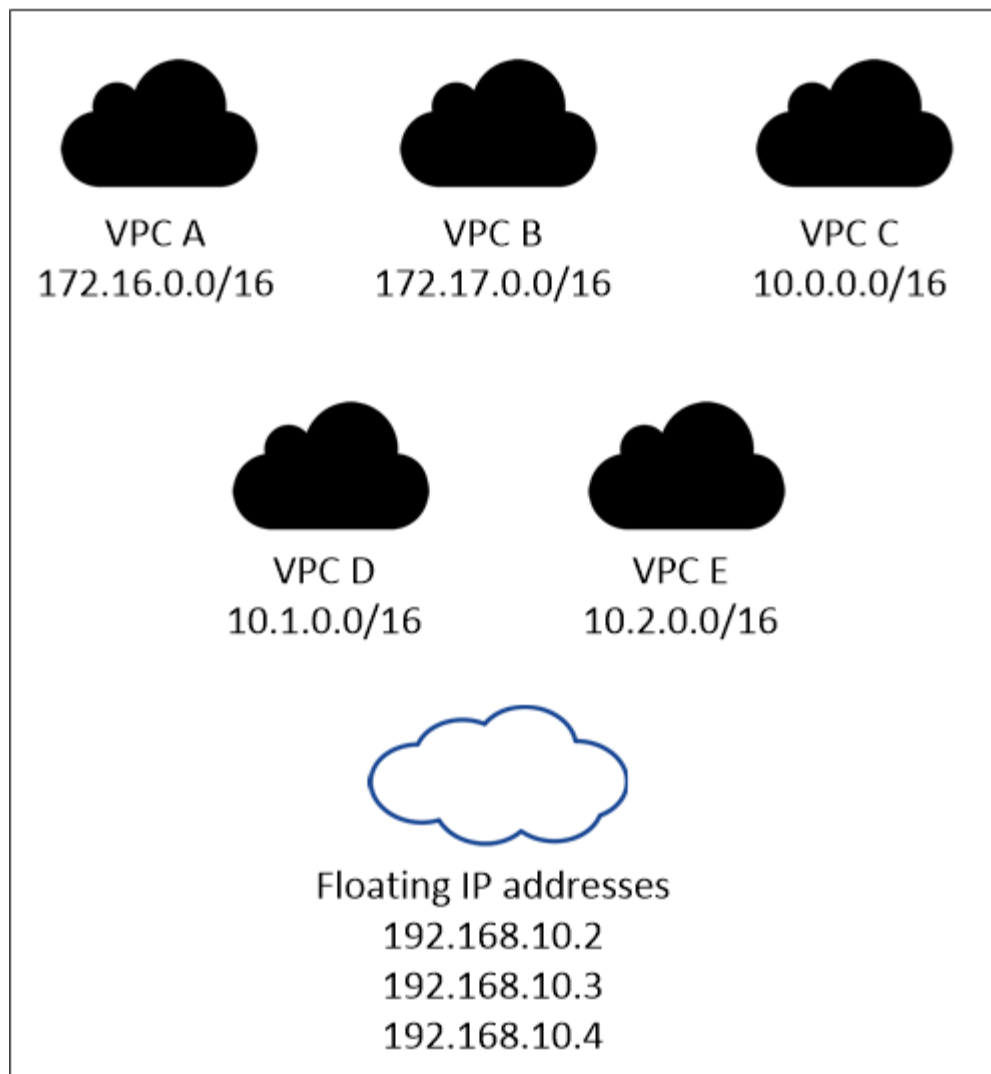 VPC A
172.16.0.0/16
VPC B
172.17.0.0/16
VPC C
10.0.0.0/16
VPC D
10.1.0.0/16
VPC E
10.2.0.0/16
Floating IP addresses
192.168.10.2
192.168.10.3
192.168.10.4